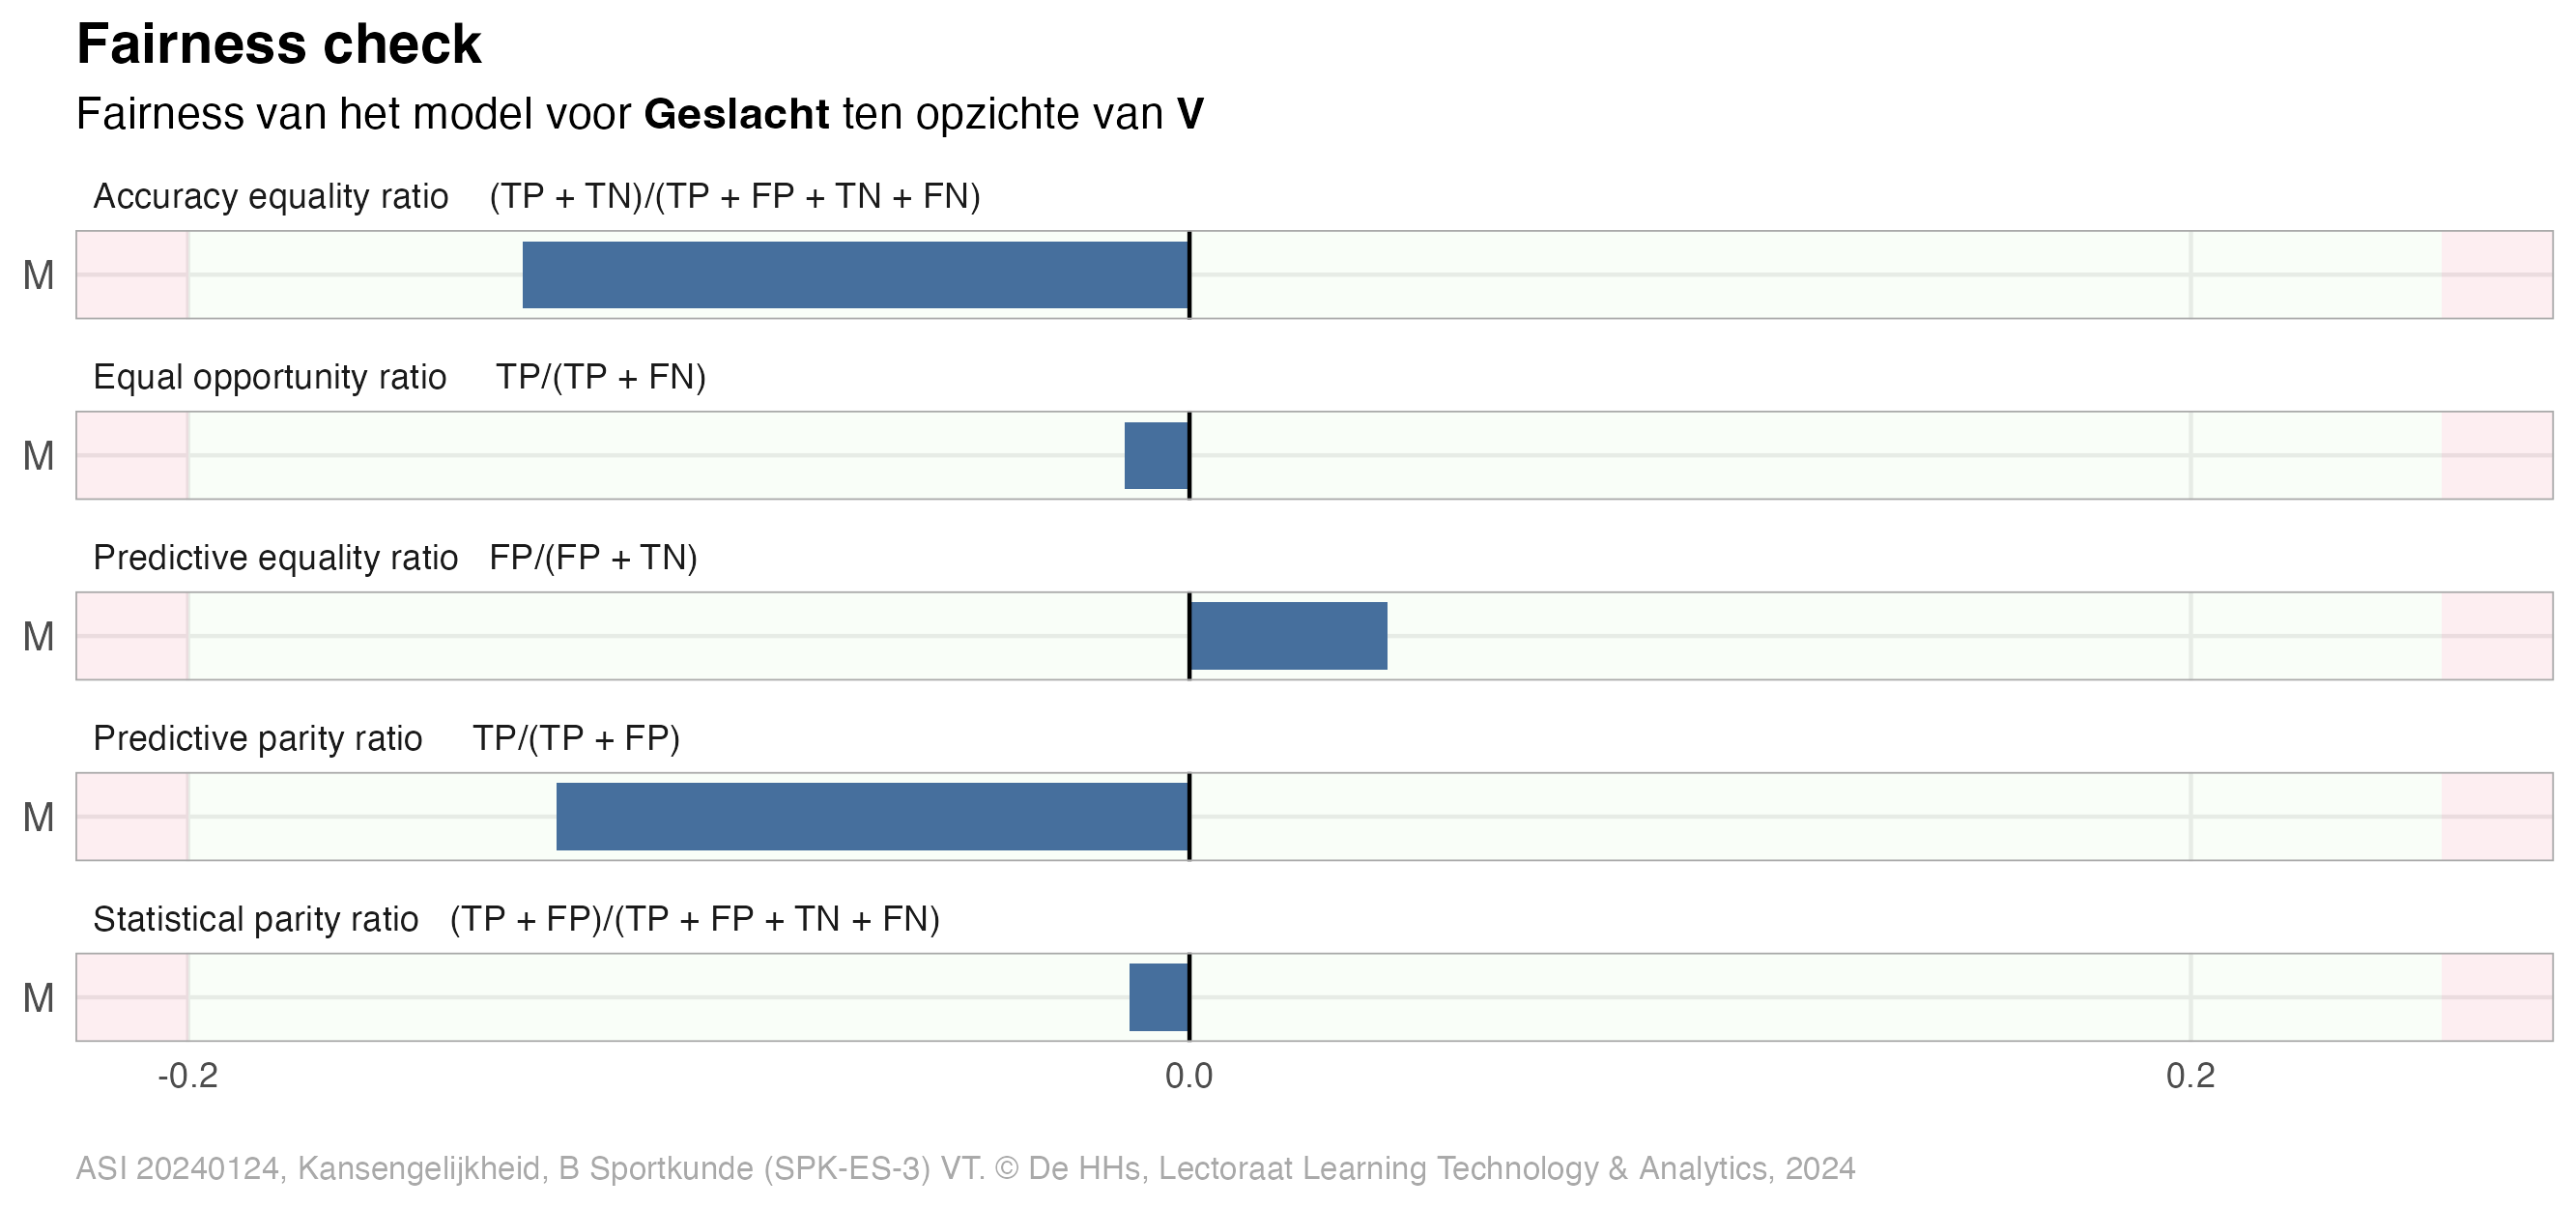 Fairness check
Fairness van het model voor Geslacht ten opzichte van V
Accuracy equality ratio (TP + TN)/(TP + FP + TN + FN)
M
Equal opportunity ratio TP/(TP + FN)
M
Predictive equality ratio FP/(FP + TN)
M
Predictive parity ratio TP/(TP + FP)
M
Statistical parity ratio (TP + FP)/(TP + FP + TN + FN)
M
-0.2 0.0 0.2
ASI 20240124, Kansengelijkheid, B Sportkunde (SPK-ES-3) VT. © De HHs, Lectoraat Learning Technology & Analytics, 2024